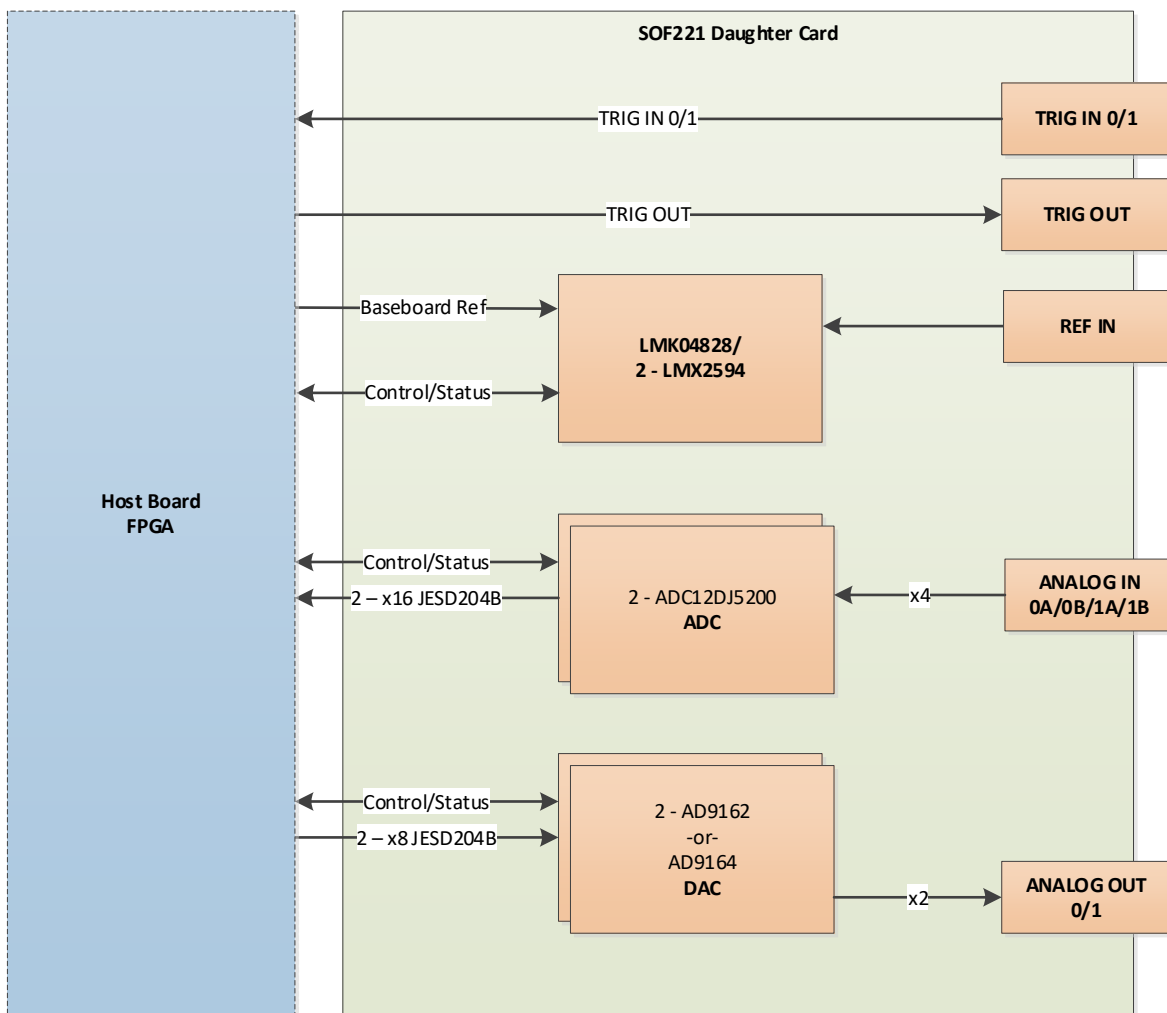 SOF221 Daughter Card
TRIG IN 0/1
TRIG IN 0/1
TRIG OUT
TRIG OUT
Baseboard Ref
LMK04828/
2 - LMX2594
REF IN
Control/Status
Host Board
FPGA
Control/Status
2 – x16 JESD204B
2 - ADC12DJ5200
ADC
x4
ANALOG IN
0A/0B/1A/1B
Control/Status
2 – x8 JESD204B
2 - AD9162
-or-
AD9164
DAC
x2
ANALOG OUT
0/1